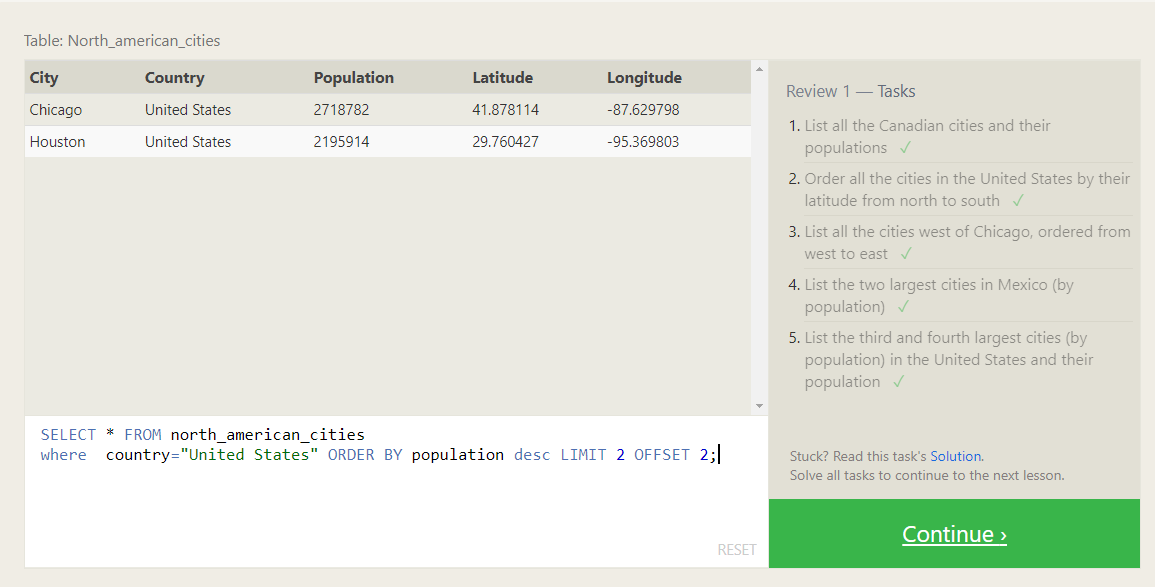 Table: North_american_cities
City Country Population Latitude Longitude
Chicago United States 2718782 41.878114 -87.629798
Houston United States 2195914 29.760427 -95.369803
SELECT * FROM north_american_cities
where  country="United States" ORDER BY population desc LIMIT 2 OFFSET 2;
RESET
Review 1 — Tasks
1. List all the Canadian cities and their
populations ✓
2. Order all the cities in the United States by their
latitude from north to south ✓
3. List all the cities west of Chicago, ordered from
west to east ✓
4. List the two largest cities in Mexico (by
population) ✓
5. List the third and fourth largest cities (by
population) in the United States and their
population ✓
Stuck? Read this task's Solution.
Solve all tasks to continue to the next lesson.
Continue ›